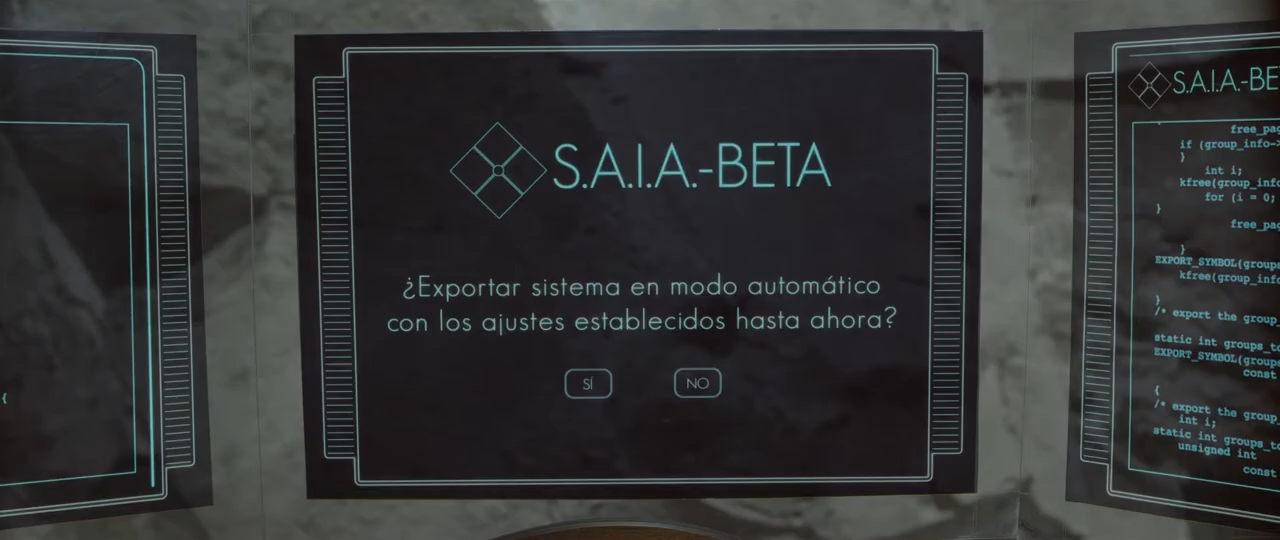 {
S.A.I.A.-BETA
¿Exportar sistema en modo automático
con los ajustes establecidos hasta ahora?
SÍ
NO
S.A.I.A.-BE
free_pag
if (group_info->
}
int i;
kfree(group_info
for (i = 0;
}
free_pag
}
EXPORT_SYMBOL(groups
kfree(group_info
}
/* export the group_
static int groups_to
EXPORT_SYMBOL(groups
const
{
/* export the group_
int i;
static int groups_to
unsigned int
const